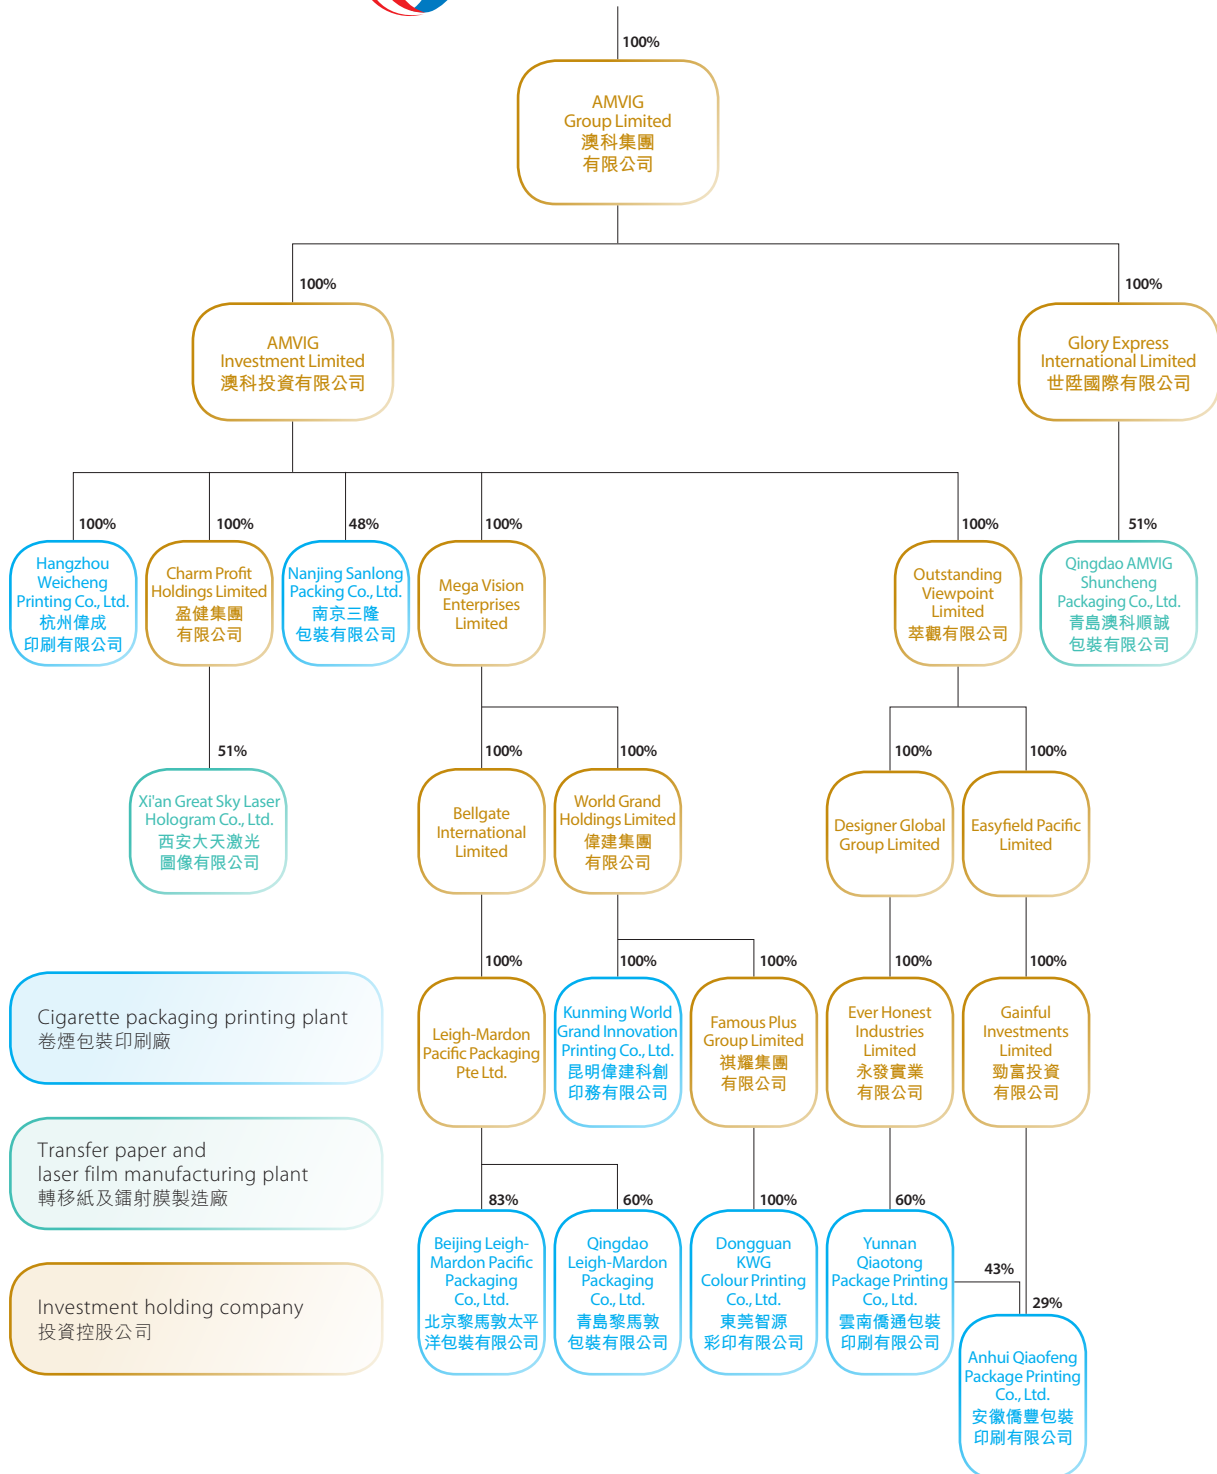 100%
AMVIG
Group Limited
澳科集團
有限公司
100%
100%
AMVIG
Investment Limited
澳科投資有限公司
Glory Express
International Limited
世陞國際有限公司
100%
100%
48%
100%
100%
51%
Hangzhou
Weicheng
Printing Co., Ltd.
杭州偉成
印刷有限公司
Charm Profit
Holdings Limited
盈健集團
有限公司
Nanjing Sanlong
Packing Co., Ltd.
南京三隆
包裝有限公司
Mega Vision
Enterprises
Limited
Outstanding
Viewpoint
Limited
萃觀有限公司
Qingdao AMVIG
Shuncheng
Packaging Co., Ltd.
青島澳科順誠
包裝有限公司
51%
100%
100%
100%
100%
Xi'an Great Sky Laser
Hologram Co., Ltd.
西安大天激光
圖像有限公司
Bellgate
International
Limited
World Grand
Holdings Limited
偉建集團
有限公司
Designer Global
Group Limited
Easyfield Pacific
Limited
100%
100%
100%
100%
100%
Leigh-Mardon
Pacific Packaging
Pte Ltd.
Kunming World
Grand Innovation
Printing Co., Ltd.
昆明偉建科創
印務有限公司
Famous Plus
Group Limited
祺耀集團
有限公司
Ever Honest
Industries
Limited
永發實業
有限公司
Gainful
Investments
Limited
勁富投資
有限公司
83%
60%
100%
60%
Beijing Leigh-
Mardon Pacific
Packaging
Co., Ltd.
北京黎馬敦太平
洋包裝有限公司
Qingdao
Leigh-Mardon
Packaging
Co., Ltd.
青島黎馬敦
包裝有限公司
Dongguan
KWG
Colour Printing
Co., Ltd.
東莞智源
彩印有限公司
Yunnan
Qiaotong
Package Printing
Co., Ltd.
雲南僑通包裝
印刷有限公司
43%
29%
Anhui Qiaofeng
Package Printing
Co., Ltd.
安徽僑豐包裝
印刷有限公司
Cigarette packaging printing plant
卷煙包裝印刷廠
Transfer paper and
laser film manufacturing plant
轉移紙及鐳射膜製造廠
Investment holding company
投資控股公司